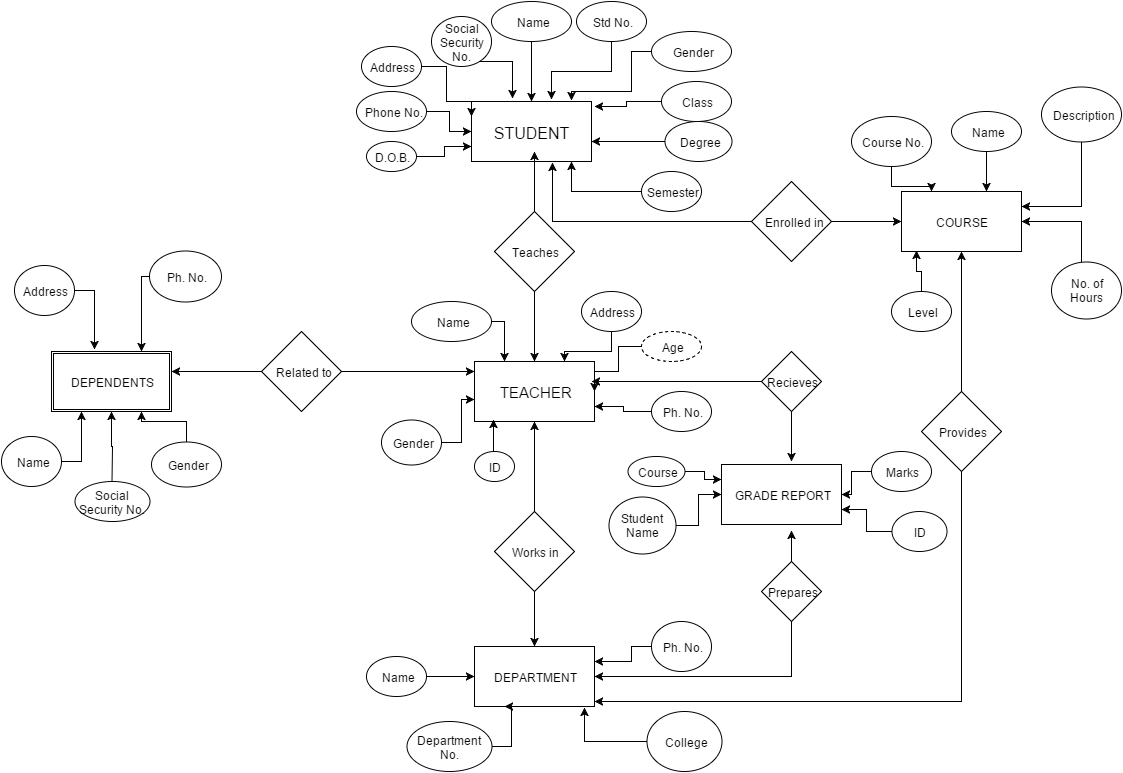 Social
Security
No.
Name
Std No.
Gender
Address
Class
Phone No.
STUDENT
Degree
D.O.B.
Semester
Description
Course No.
Name
Enrolled in
COURSE
Teaches
No. of
Hours
Level
Address
Ph. No.
Name
Address
Age
DEPENDENTS
Related to
TEACHER
Recieves
Ph. No.
Gender
ID
Name
Gender
Social
Security No.
Provides
Course
Marks
GRADE REPORT
Student
Name
ID
Works in
Prepares
Ph. No.
Name
DEPARTMENT
Department
No.
College